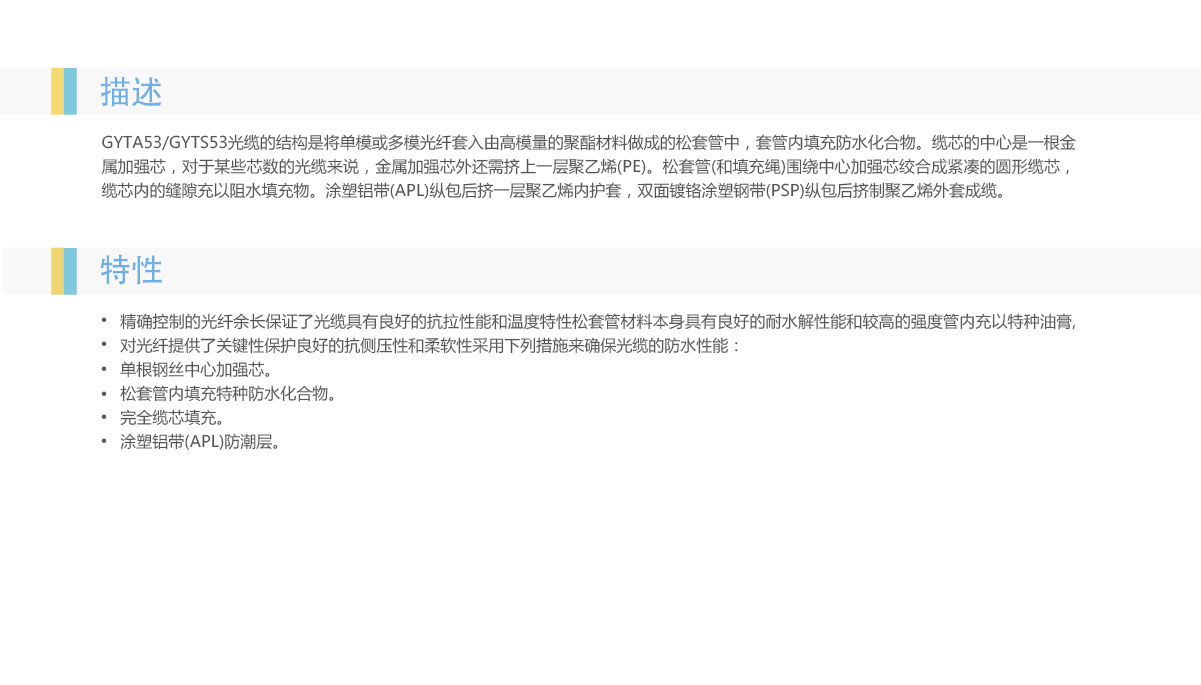 描述
GYTA53/GYTS53光缆的结构是将单模或多模光纤套入由高模量的聚酯材料做成的松套管中，套管内填充防水化合物。缆芯的中心是一根金
属加强芯，对于某些芯数的光缆来说，金属加强芯外还需挤上一层聚乙烯(PE)。松套管(和填充绳)围绕中心加强芯绞合成紧凑的圆形缆芯，
缆芯内的缝隙充以阻水填充物。涂塑铝带(APL)纵包后挤一层聚乙烯内护套，双面镀铬涂塑钢带(PSP)纵包后挤制聚乙烯外套成缆。
特性
• 精确控制的光纤余长保证了光缆具有良好的抗拉性能和温度特性松套管材料本身具有良好的耐水解性能和较高的强度管内充以特种油膏,
• 对光纤提供了关键性保护良好的抗侧压性和柔软性采用下列措施来确保光缆的防水性能：
• 单根钢丝中心加强芯。
• 松套管内填充特种防水化合物。
• 完全缆芯填充。
• 涂塑铝带(APL)防潮层。